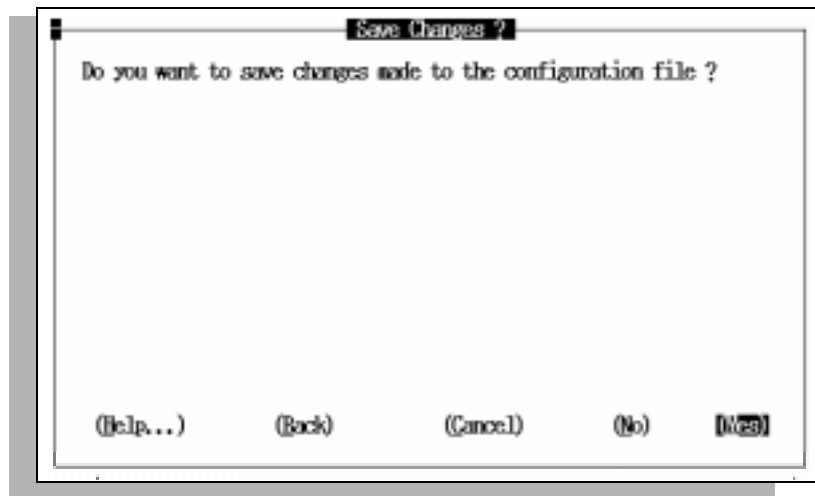 Save Changes ?
Do you want to save changes made to the configuration file ?
(Help...) (Back) (Cancel) (No) [Yes]